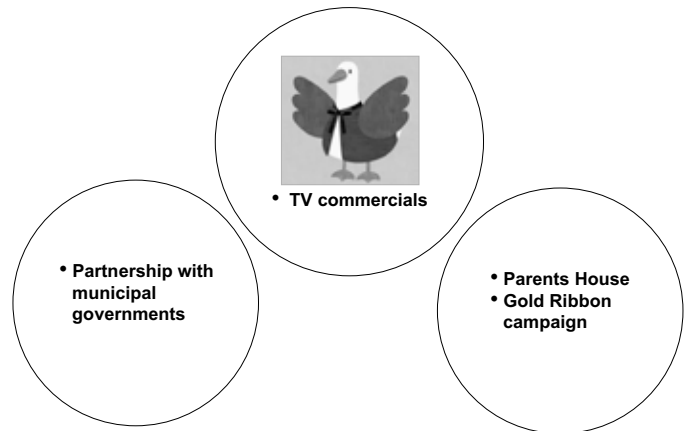 • TV commercials
• Partnership with
municipal
governments
• Parents House
• Gold Ribbon
campaign